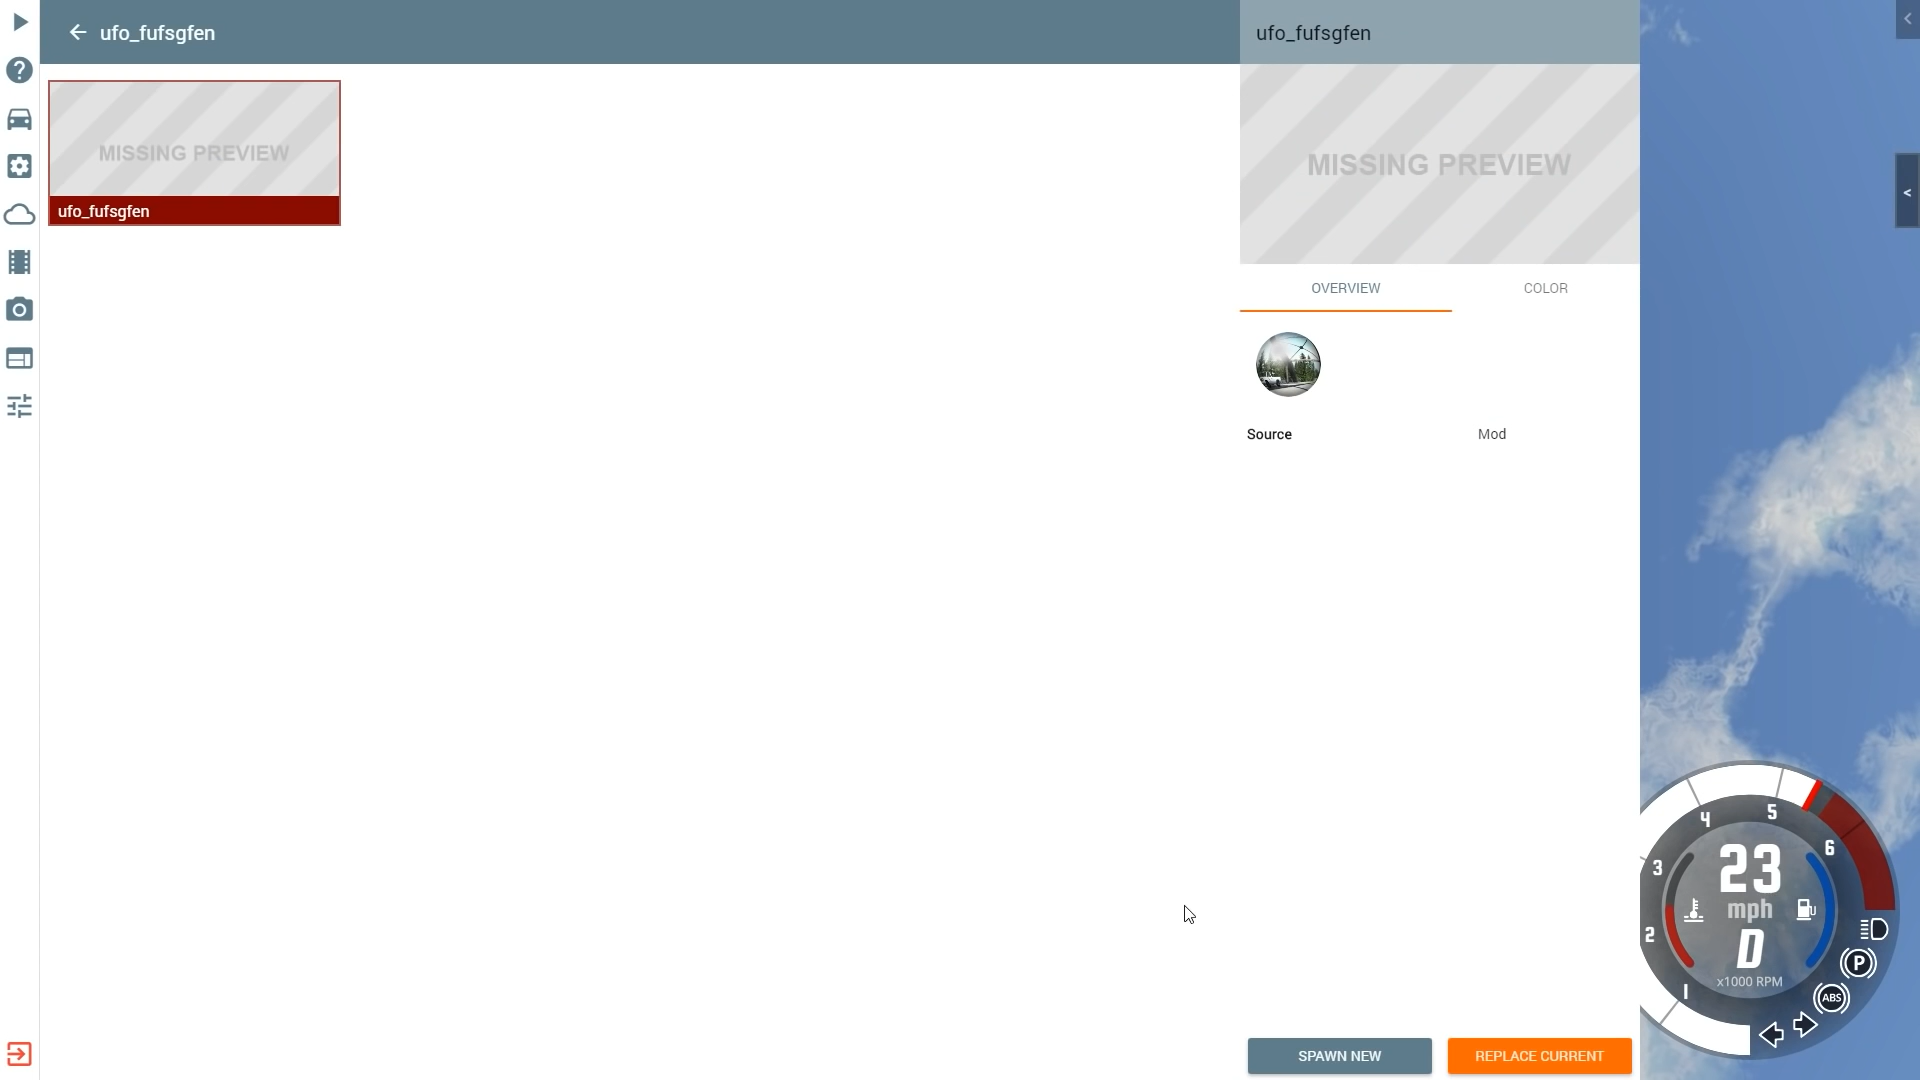 ufo_fufsgfen
ufo_fufsgfen
MISSING PREVIEW
ufo_fufsgfen
MISSING PREVIEW
OVERVIEW
COLOR
Source
Mod
<
<
1
2
3
4
5
6
23
mph
D
x1000 RPM
P
ABS
SPAWN NEW
REPLACE CURRENT